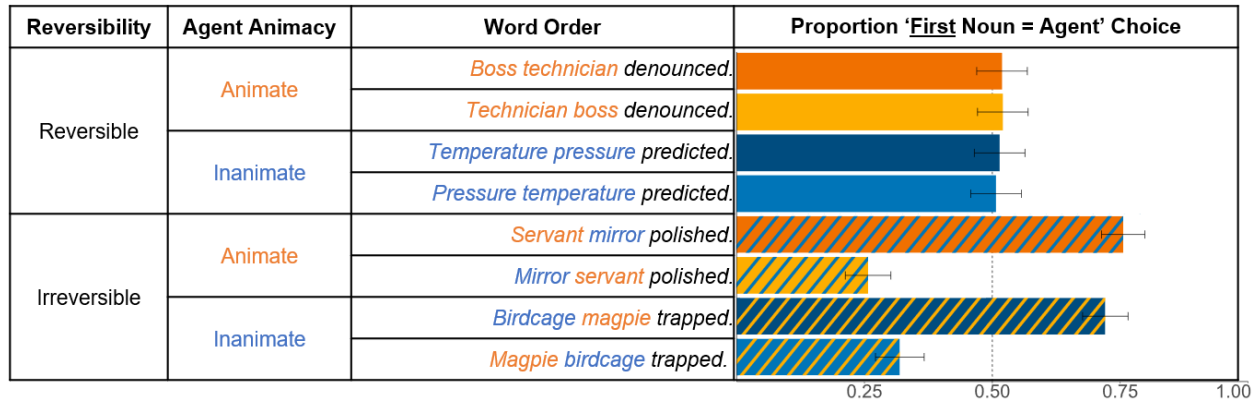 Reversibility Agent Animacy Word Order Proportion ‘First Noun = Agent’ Choice
Reversible
Animate
Boss technician denounced.
Technician boss denounced.
Inanimate
Temperature pressure predicted.
Pressure temperature predicted.
Irreversible
Animate
Servant mirror polished.
Mirror servant polished.
Inanimate
Birdcage magpie trapped.
Magpie birdcage trapped.
0.25 0.50 0.75 1.00